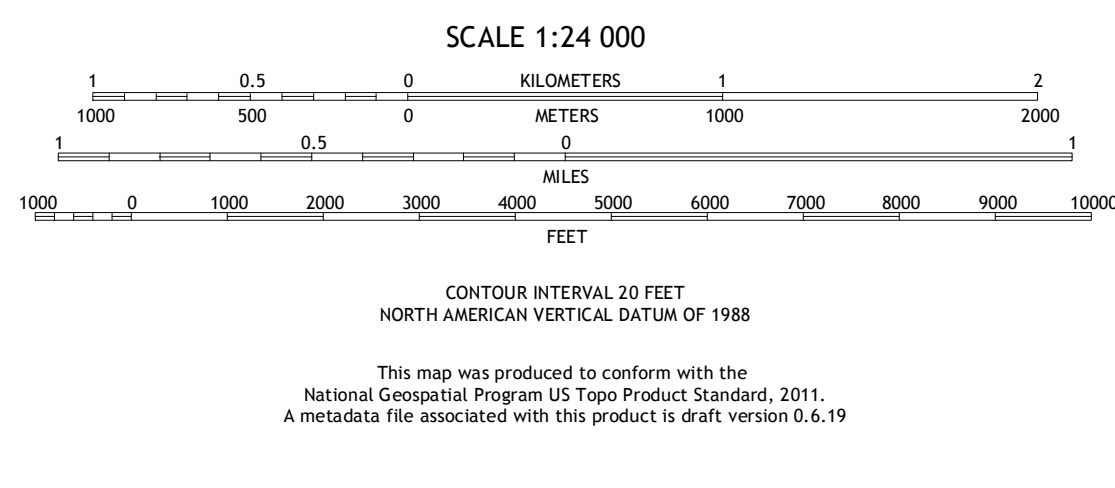 SCALE 1:24 000
1 0.5 0 KILOMETERS 1 2
1000 500 0 METERS 1000 2000
1 0.5 0 1
MILES
1000 0 1000 2000 3000 4000 5000 6000 7000 8000 9000 10000
FEET
CONTOUR INTERVAL 20 FEET
NORTH AMERICAN VERTICAL DATUM OF 1988
This map was produced to conform with the
National Geospatial Program US Topo Product Standard, 2011.
A metadata file associated with this product is draft version 0.6.19